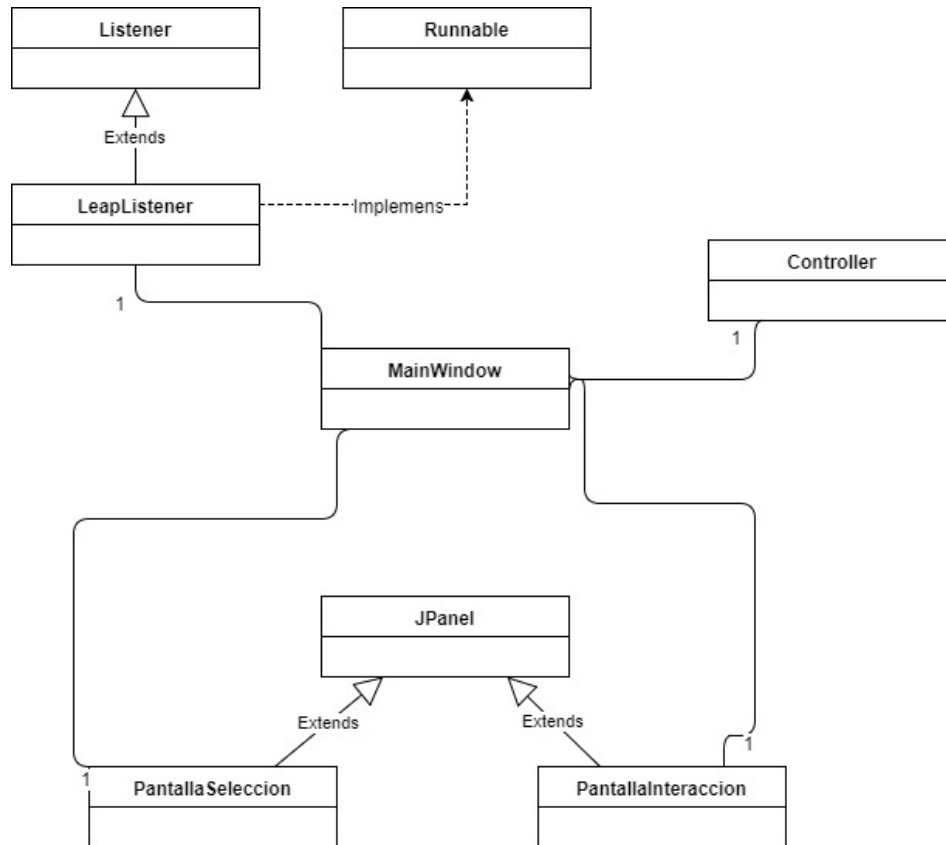 Listener
Runnable
Extends
LeapListener
Implemens
Controller
1
1
MainWindow
JPanel
Extends
Extends
1
1
PantallaSeleccion
PantallaInteraccion